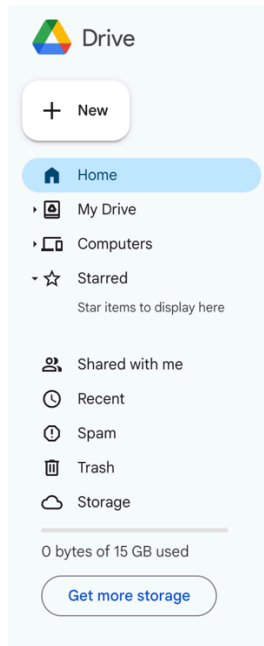 Drive
New
Home
My Drive
Computers
Starred
Star items to display here
Shared with me
Recent
Spam
Trash
Storage
0 bytes of 15 GB used
Get more storage